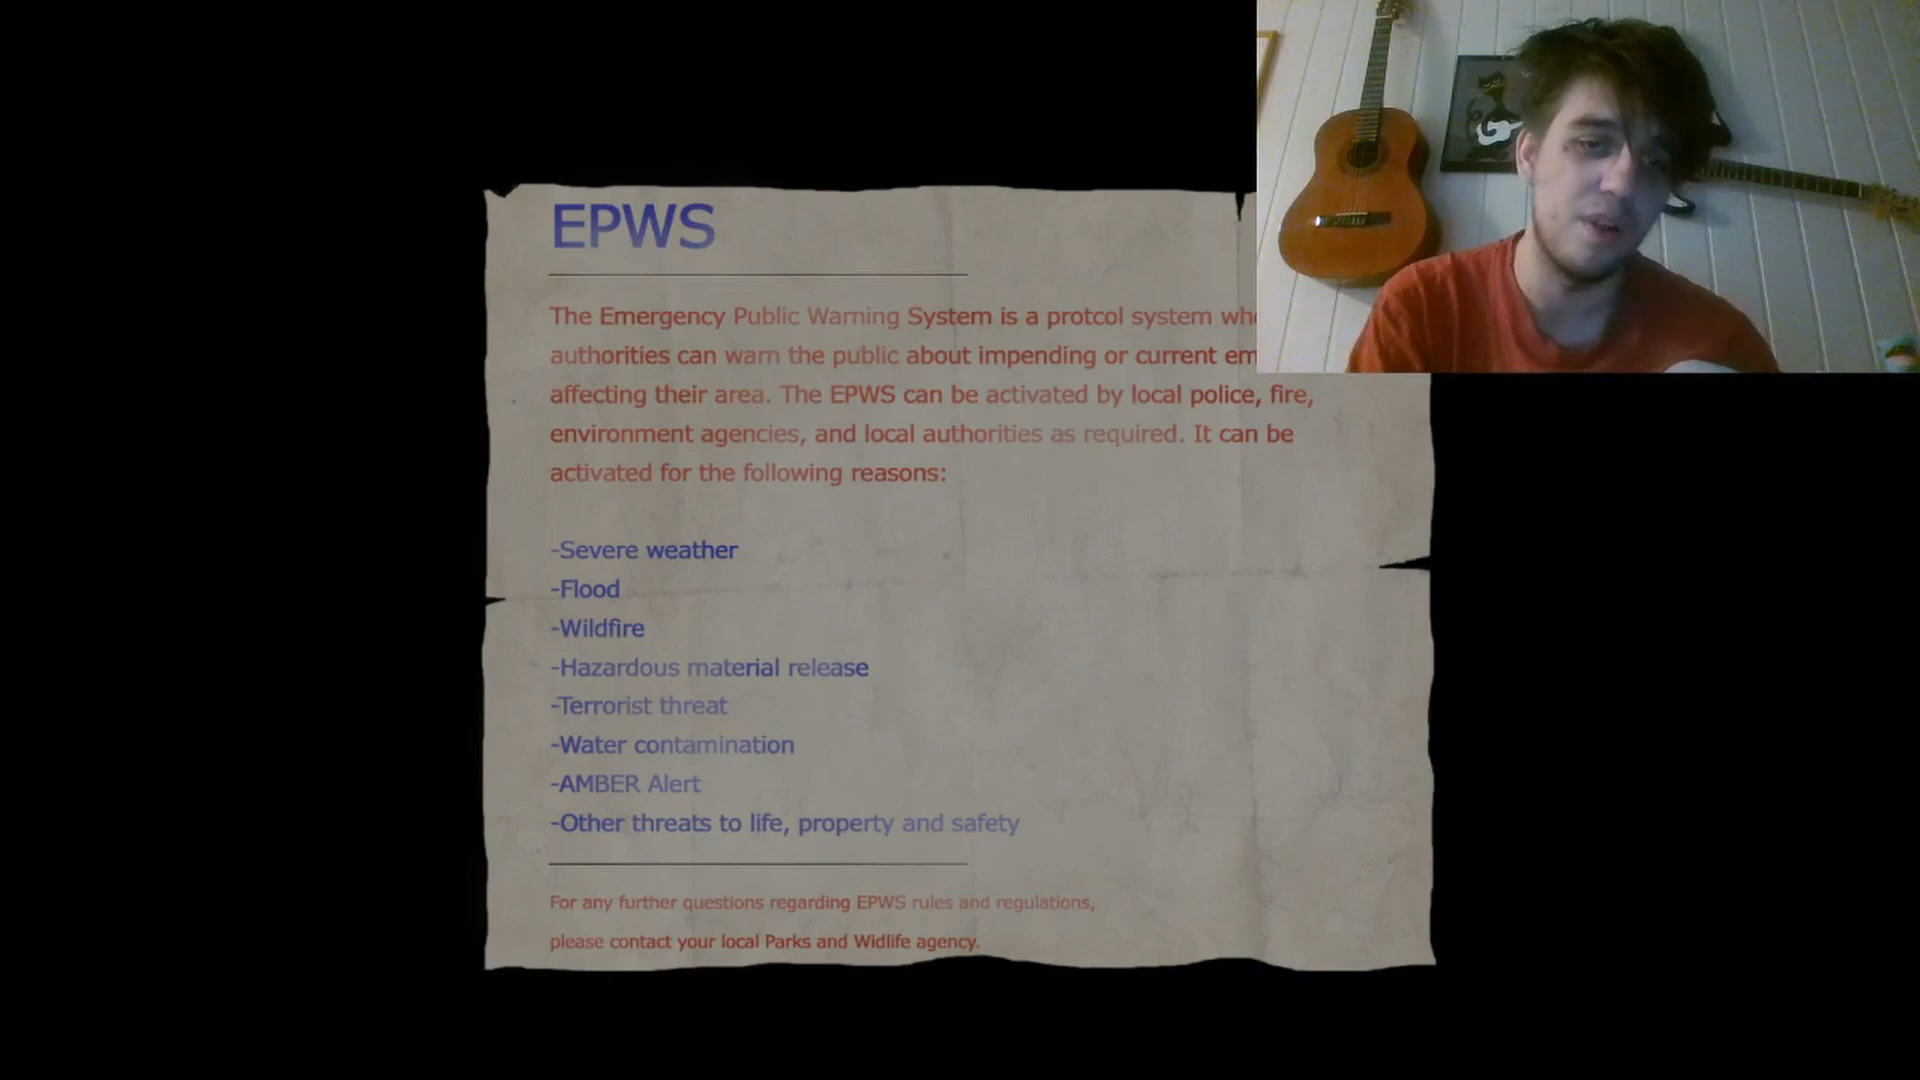 EPWS
The Emergency Public Warning System is a protcol system
authorities can warn the public about impending or current
affecting their area. The EPWS can be activated by local police, fire,
environment agencies, and local authorities as required. It can be
activated for the following reasons:
-Severe weather
-Flood
-Wildfire
-Hazardous material release
-Terrorist threat
-Water contamination
-AMBER Alert
-Other threats to life, property and safety
For any further questions regarding EPWS rules and regulations,
please contact your local Parks and Widlife agency.